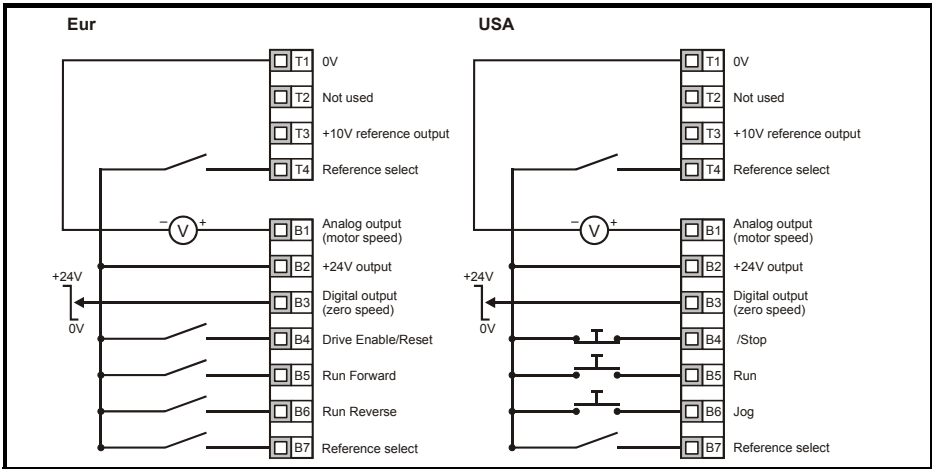 Eur
T1 0V
T2 Not used
T3 +10V reference output
T4 Reference select
– V +
B1 Analog output
(motor speed)
B2 +24V output
+24V
0V
B3 Digital output
(zero speed)
B4 Drive Enable/Reset
B5 Run Forward
B6 Run Reverse
B7 Reference select
USA
T1 0V
T2 Not used
T3 +10V reference output
T4 Reference select
– V +
B1 Analog output
(motor speed)
B2 +24V output
+24V
0V
B3 Digital output
(zero speed)
B4 /Stop
B5 Run
B6 Jog
B7 Reference select